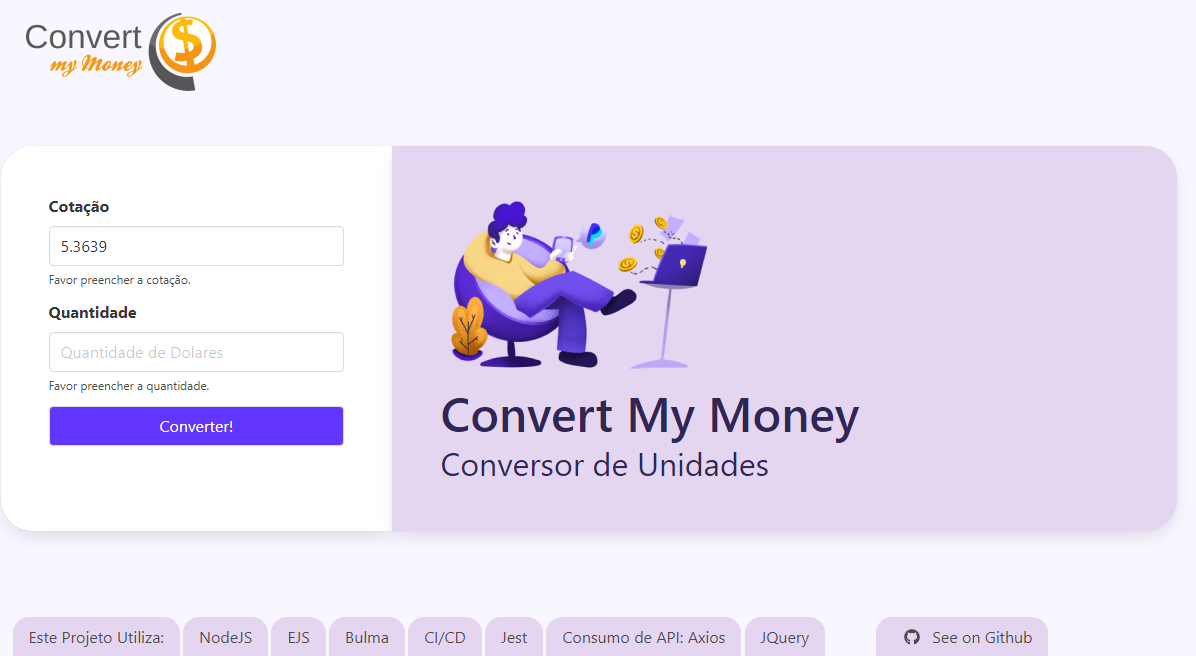 Convert
my Money
Cotação
5.3639
Favor preencher a cotação.
Quantidade
Quantidade de Dolares
Favor preencher a quantidade.
Converter!
Convert My Money
Conversor de Unidades
Este Projeto Utiliza:
NodeJS
EJS
Bulma
CI/CD
Jest
Consumo de API: Axios
JQuery
See on Github